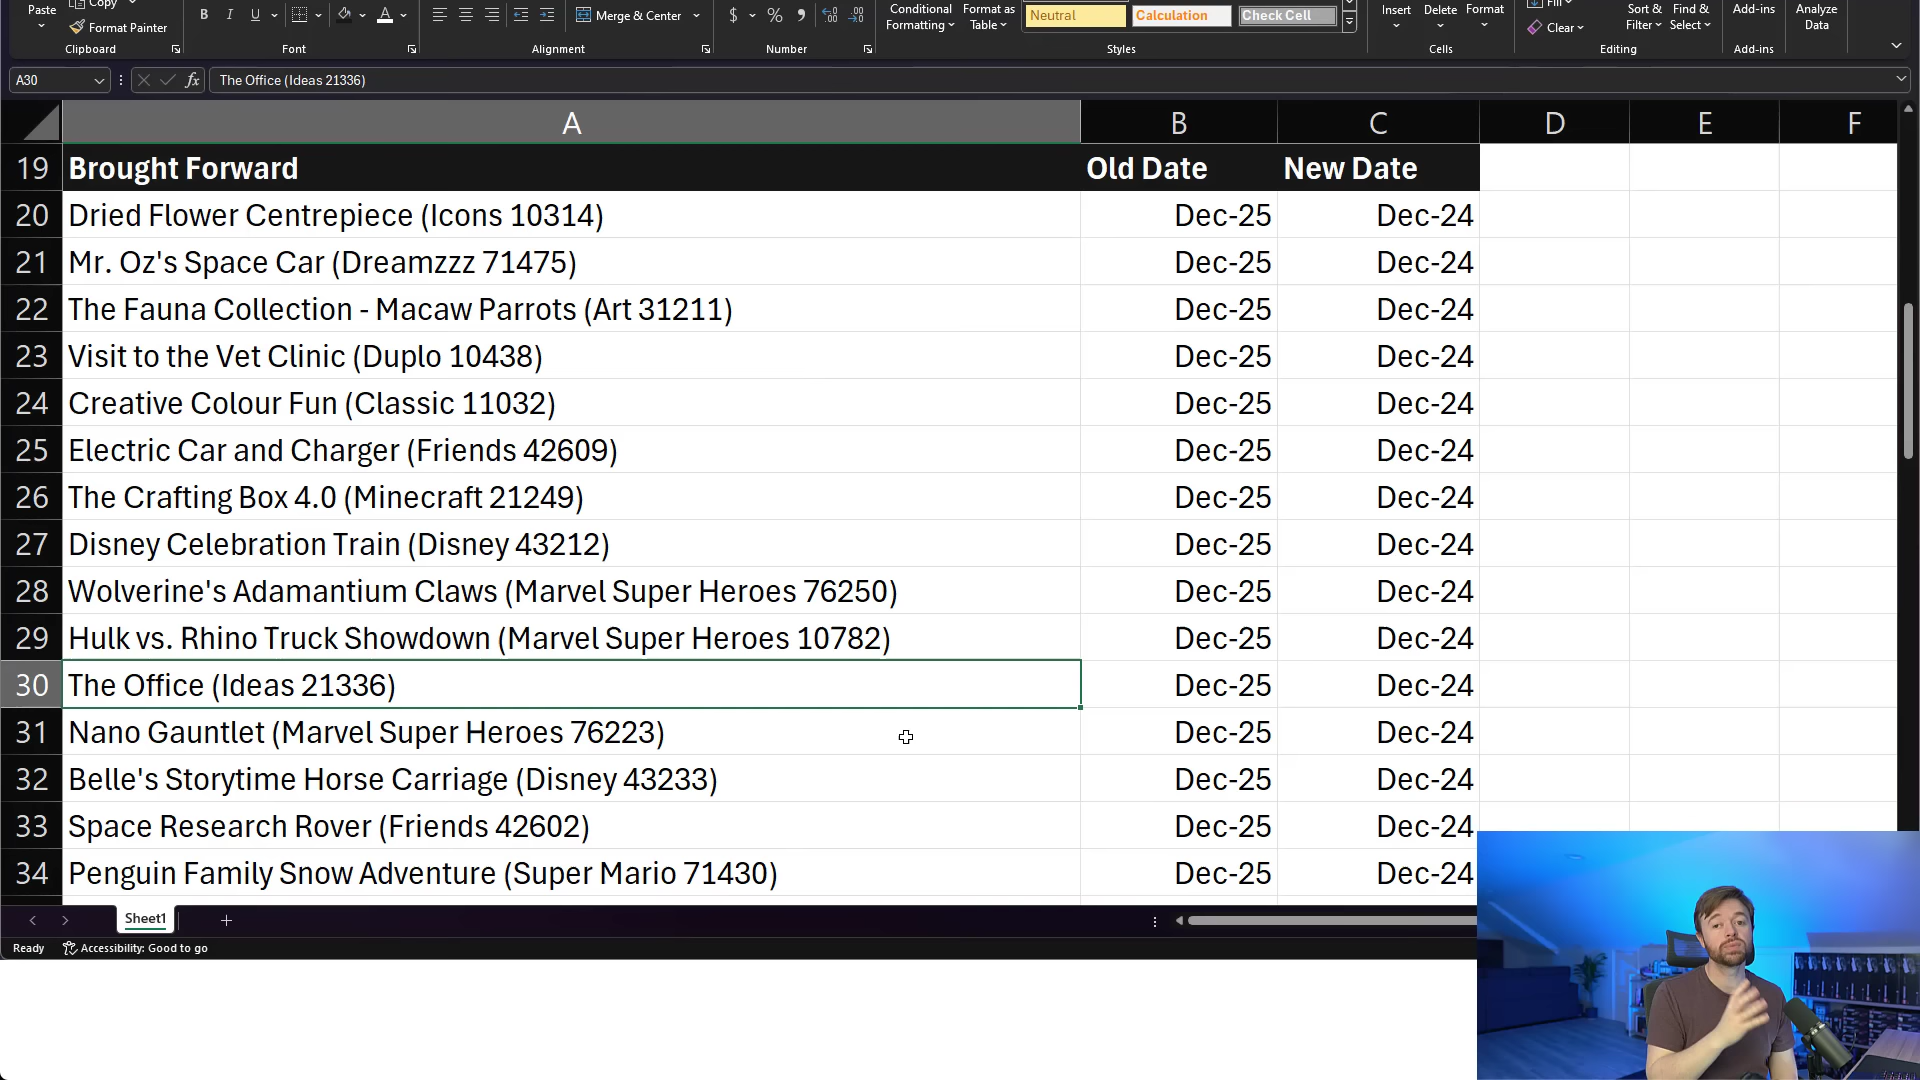 Paste
Copy
Format Painter
B I U
A
Merge & Center
$ % 9
Conditional Formatting
Format as Table
Neutral
Calculation
Check Cell
Insert
Delete
Format
Fill
Clear
Sort & Filter
Find & Select
Add-ins
Analyze Data
Clipboard
Font
Alignment
Number
Styles
Cells
Editing
Add-ins
A30
fx
The Office (Ideas 21336)
A B C D E F
19 Brought Forward Old Date New Date
20 Dried Flower Centrepiece (Icons 10314) Dec-25 Dec-24
21 Mr. Oz's Space Car (Dreamzzz 71475) Dec-25 Dec-24
22 The Fauna Collection - Macaw Parrots (Art 31211) Dec-25 Dec-24
23 Visit to the Vet Clinic (Duplo 10438) Dec-25 Dec-24
24 Creative Colour Fun (Classic 11032) Dec-25 Dec-24
25 Electric Car and Charger (Friends 42609) Dec-25 Dec-24
26 The Crafting Box 4.0 (Minecraft 21249) Dec-25 Dec-24
27 Disney Celebration Train (Disney 43212) Dec-25 Dec-24
28 Wolverine's Adamantium Claws (Marvel Super Heroes 76250) Dec-25 Dec-24
29 Hulk vs. Rhino Truck Showdown (Marvel Super Heroes 10782) Dec-25 Dec-24
30 The Office (Ideas 21336) Dec-25 Dec-24
31 Nano Gauntlet (Marvel Super Heroes 76223) Dec-25 Dec-24
32 Belle's Storytime Horse Carriage (Disney 43233) Dec-25 Dec-24
33 Space Research Rover (Friends 42602) Dec-25 Dec-24
34 Penguin Family Snow Adventure (Super Mario 71430) Dec-25 Dec-24
Sheet1
Ready
Accessibility: Good to go